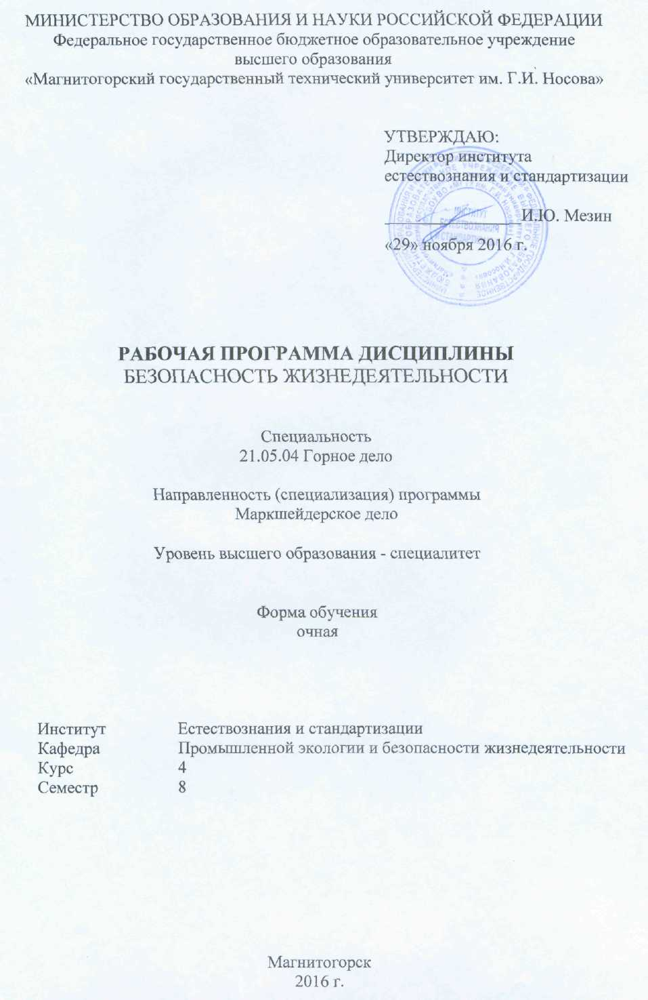 МИНИСТЕРСТВО ОБРАЗОВАНИЯ И НАУКИ РОССИЙСКОЙ ФЕДЕРАЦИИ
Федеральное государственное бюджетное образовательное учреждение
высшего образования
«Магнитогорский государственный технический университет им. Г.И. Носова»
УТВЕРЖДАЮ:
Директор института
естествознания и стандартизации
И.Ю. Мезин
«29» ноября 2016 г.
ИНСТИТУТ
ЕСТЕСТВОЗНАНИЯ
РАБОЧАЯ ПРОГРАММА ДИСЦИПЛИНЫ
БЕЗОПАСНОСТЬ ЖИЗНЕДЕЯТЕЛЬНОСТИ
Специальность
21.05.04 Горное дело
Направленность (специализация) программы
Маркшейдерское дело
Уровень высшего образования - специалитет
Форма обучения
очная
Институт Естествознания и стандартизации
Кафедра Промышленной экологии и безопасности жизнедеятельности
Курс 4
Семестр 8
Магнитогорск
2016 г.